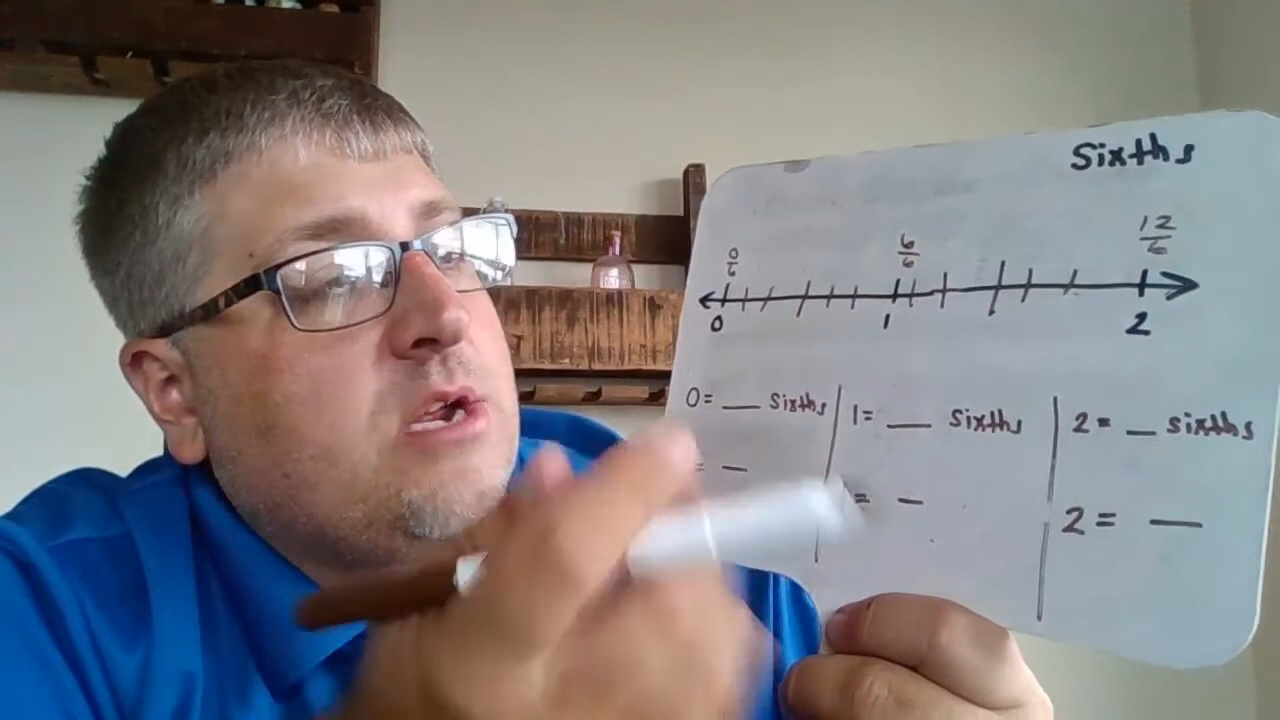 Sixths
0/6 6/6 12/6
0 1 2
0 = __ sixths
1 = __ sixths
2 = __ sixths
= —
= —
2 = —